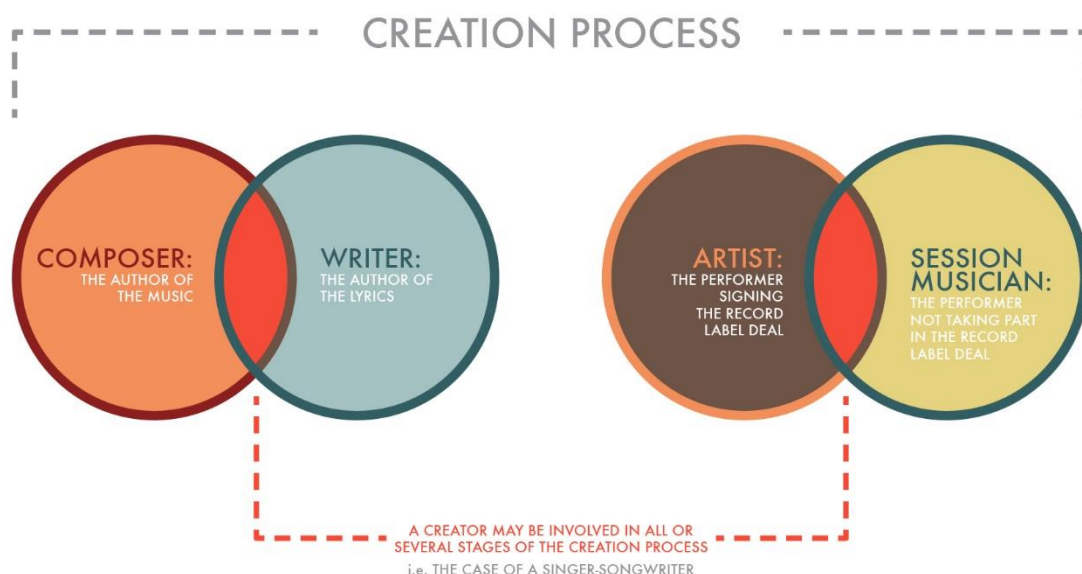 CREATION PROCESS
COMPOSER:
THE AUTHOR OF
THE MUSIC
WRITER:
THE AUTHOR OF
THE LYRICS
ARTIST:
THE PERFORMER
SIGNING
THE RECORD
LABEL DEAL
SESSION
MUSICIAN:
THE PERFORMER
NOT TAKING PART
IN THE RECORD
LABEL DEAL
A CREATOR MAY BE INVOLVED IN ALL OR
SEVERAL STAGES OF THE CREATION PROCESS
i.e. THE CASE OF A SINGER-SONGWRITER